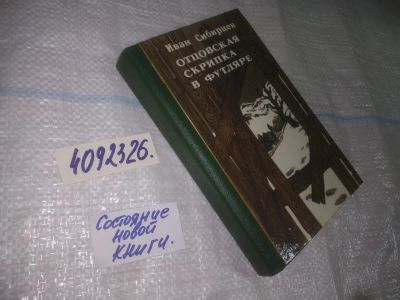 Иван Сибирцев
ОТЦОВСКАЯ
СКРИПКА
В ФУТЛЯРЕ
4092326.
Состояние
новой
книги.